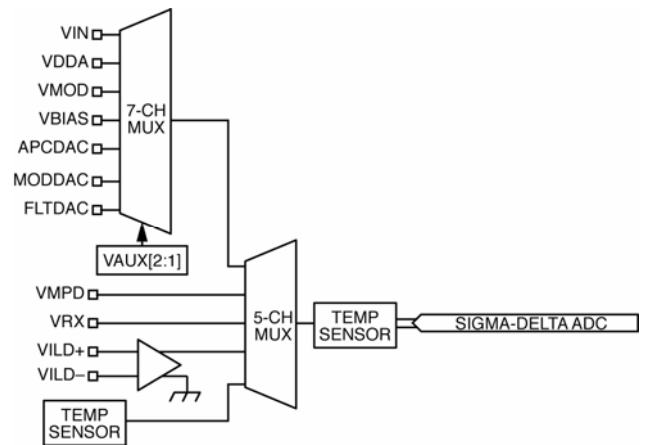 VIN
VDDA
VMOD
VBIAS
APCDAC
MODDAC
FLTDAC
7-CH
MUX
VAUX[2:1]
VMPD
VRX
VILD+
VILD–
5-CH
MUX
TEMP
SENSOR
SIGMA-DELTA ADC
TEMP
SENSOR